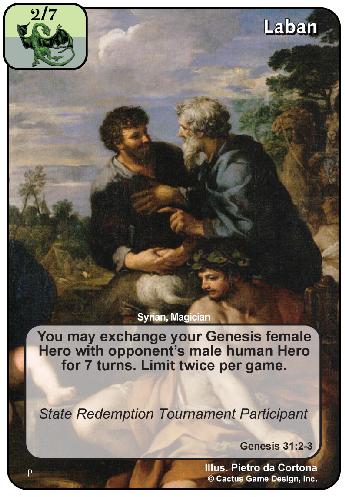 2/7
Laban
Syrian, Magician
You may exchange your Genesis female
Hero with opponent's male human Hero
for 7 turns. Limit twice per game.
State Redemption Tournament Participant
Genesis 31:2-3
P
Illus. Pietro da Cortona
© Cactus Game Design, Inc.